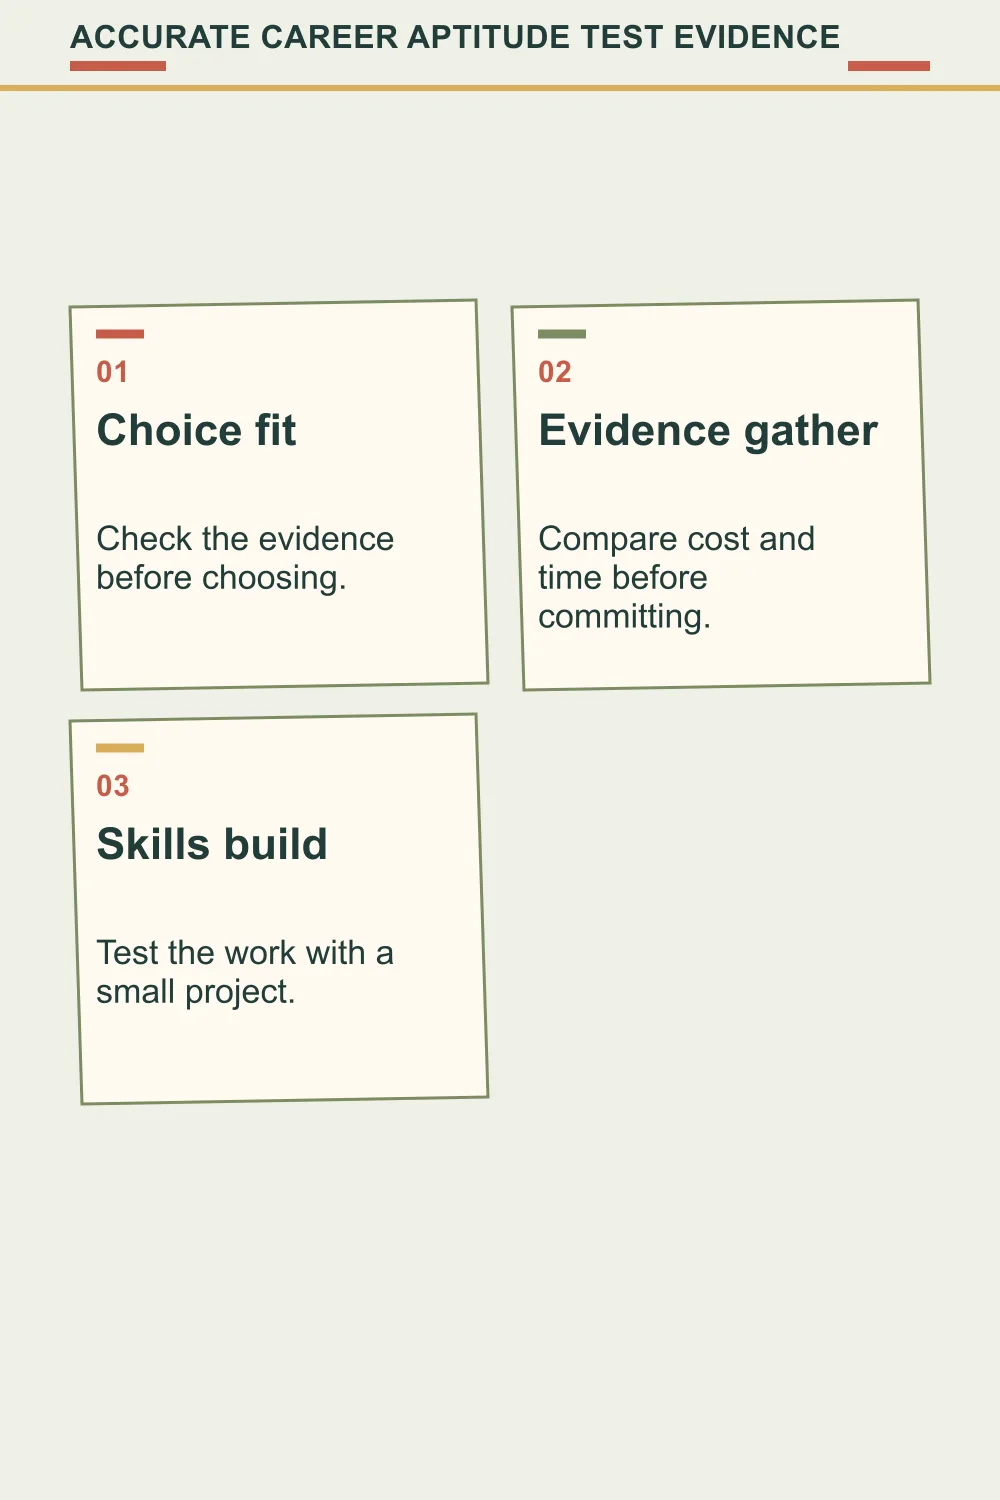 ACCURATE CAREER APTITUDE TEST EVIDENCE
01
Choice fit
Check the evidence
before choosing.
02
Evidence gather
Compare cost and
time before
committing.
03
Skills build
Test the work with a
small project.